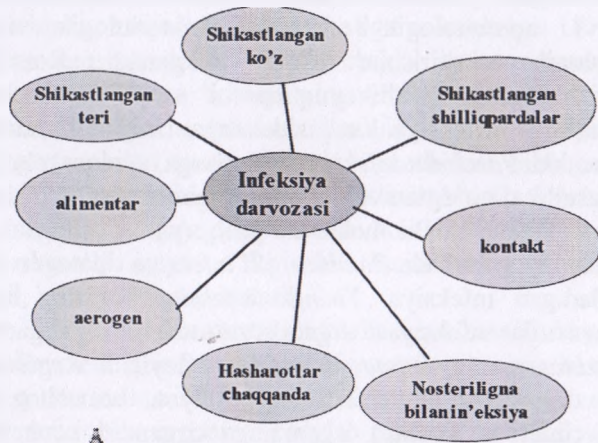 Shikastlangan
ko'z
Shikastlangan
teri
Shikastlangan
shilliqpardalar
Infeksiya
darvozasi
alimentar
kontakt
aerogen
Hasharotlar
chaqqanda
Nosteriligna
bilanin'eksiya